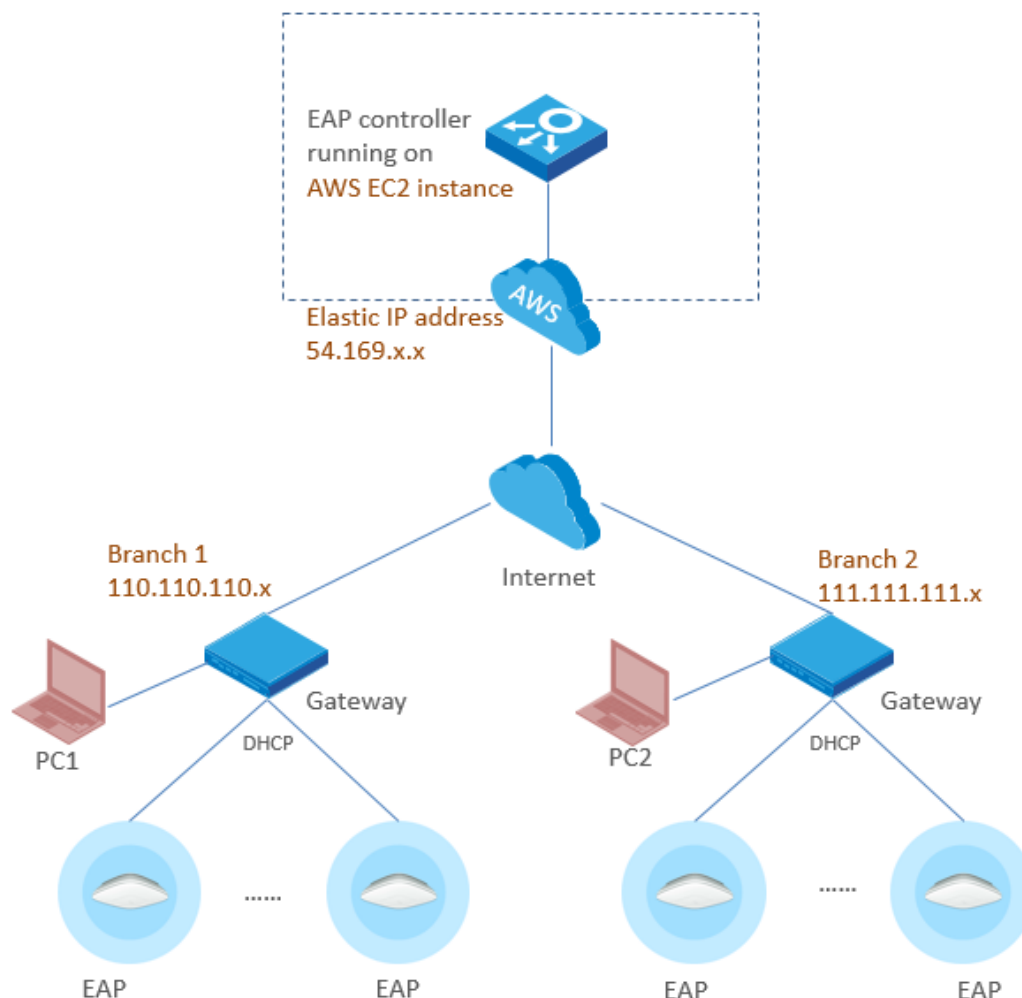 EAP controller
running on
AWS EC2 instance
AWS
Elastic IP address
54.169.x.x
Internet
Branch 1
110.110.110.x
Branch 2
111.111.111.x
Gateway
Gateway
PC1
DHCP
PC2
DHCP
......
......
EAP
EAP
EAP
EAP